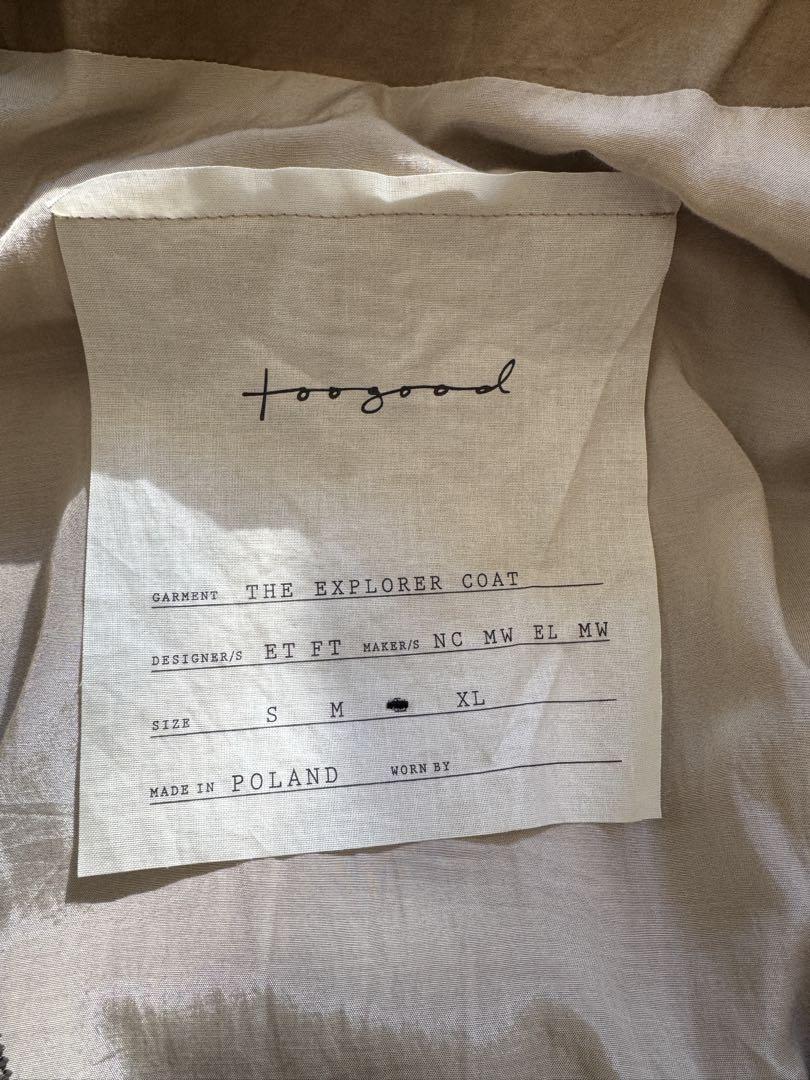 toogood
GARMENT THE EXPLORER COAT
DESIGNER/S ET FT MAKER/S NC MW EL MW
SIZE S M XL
MADE IN POLAND WORN BY